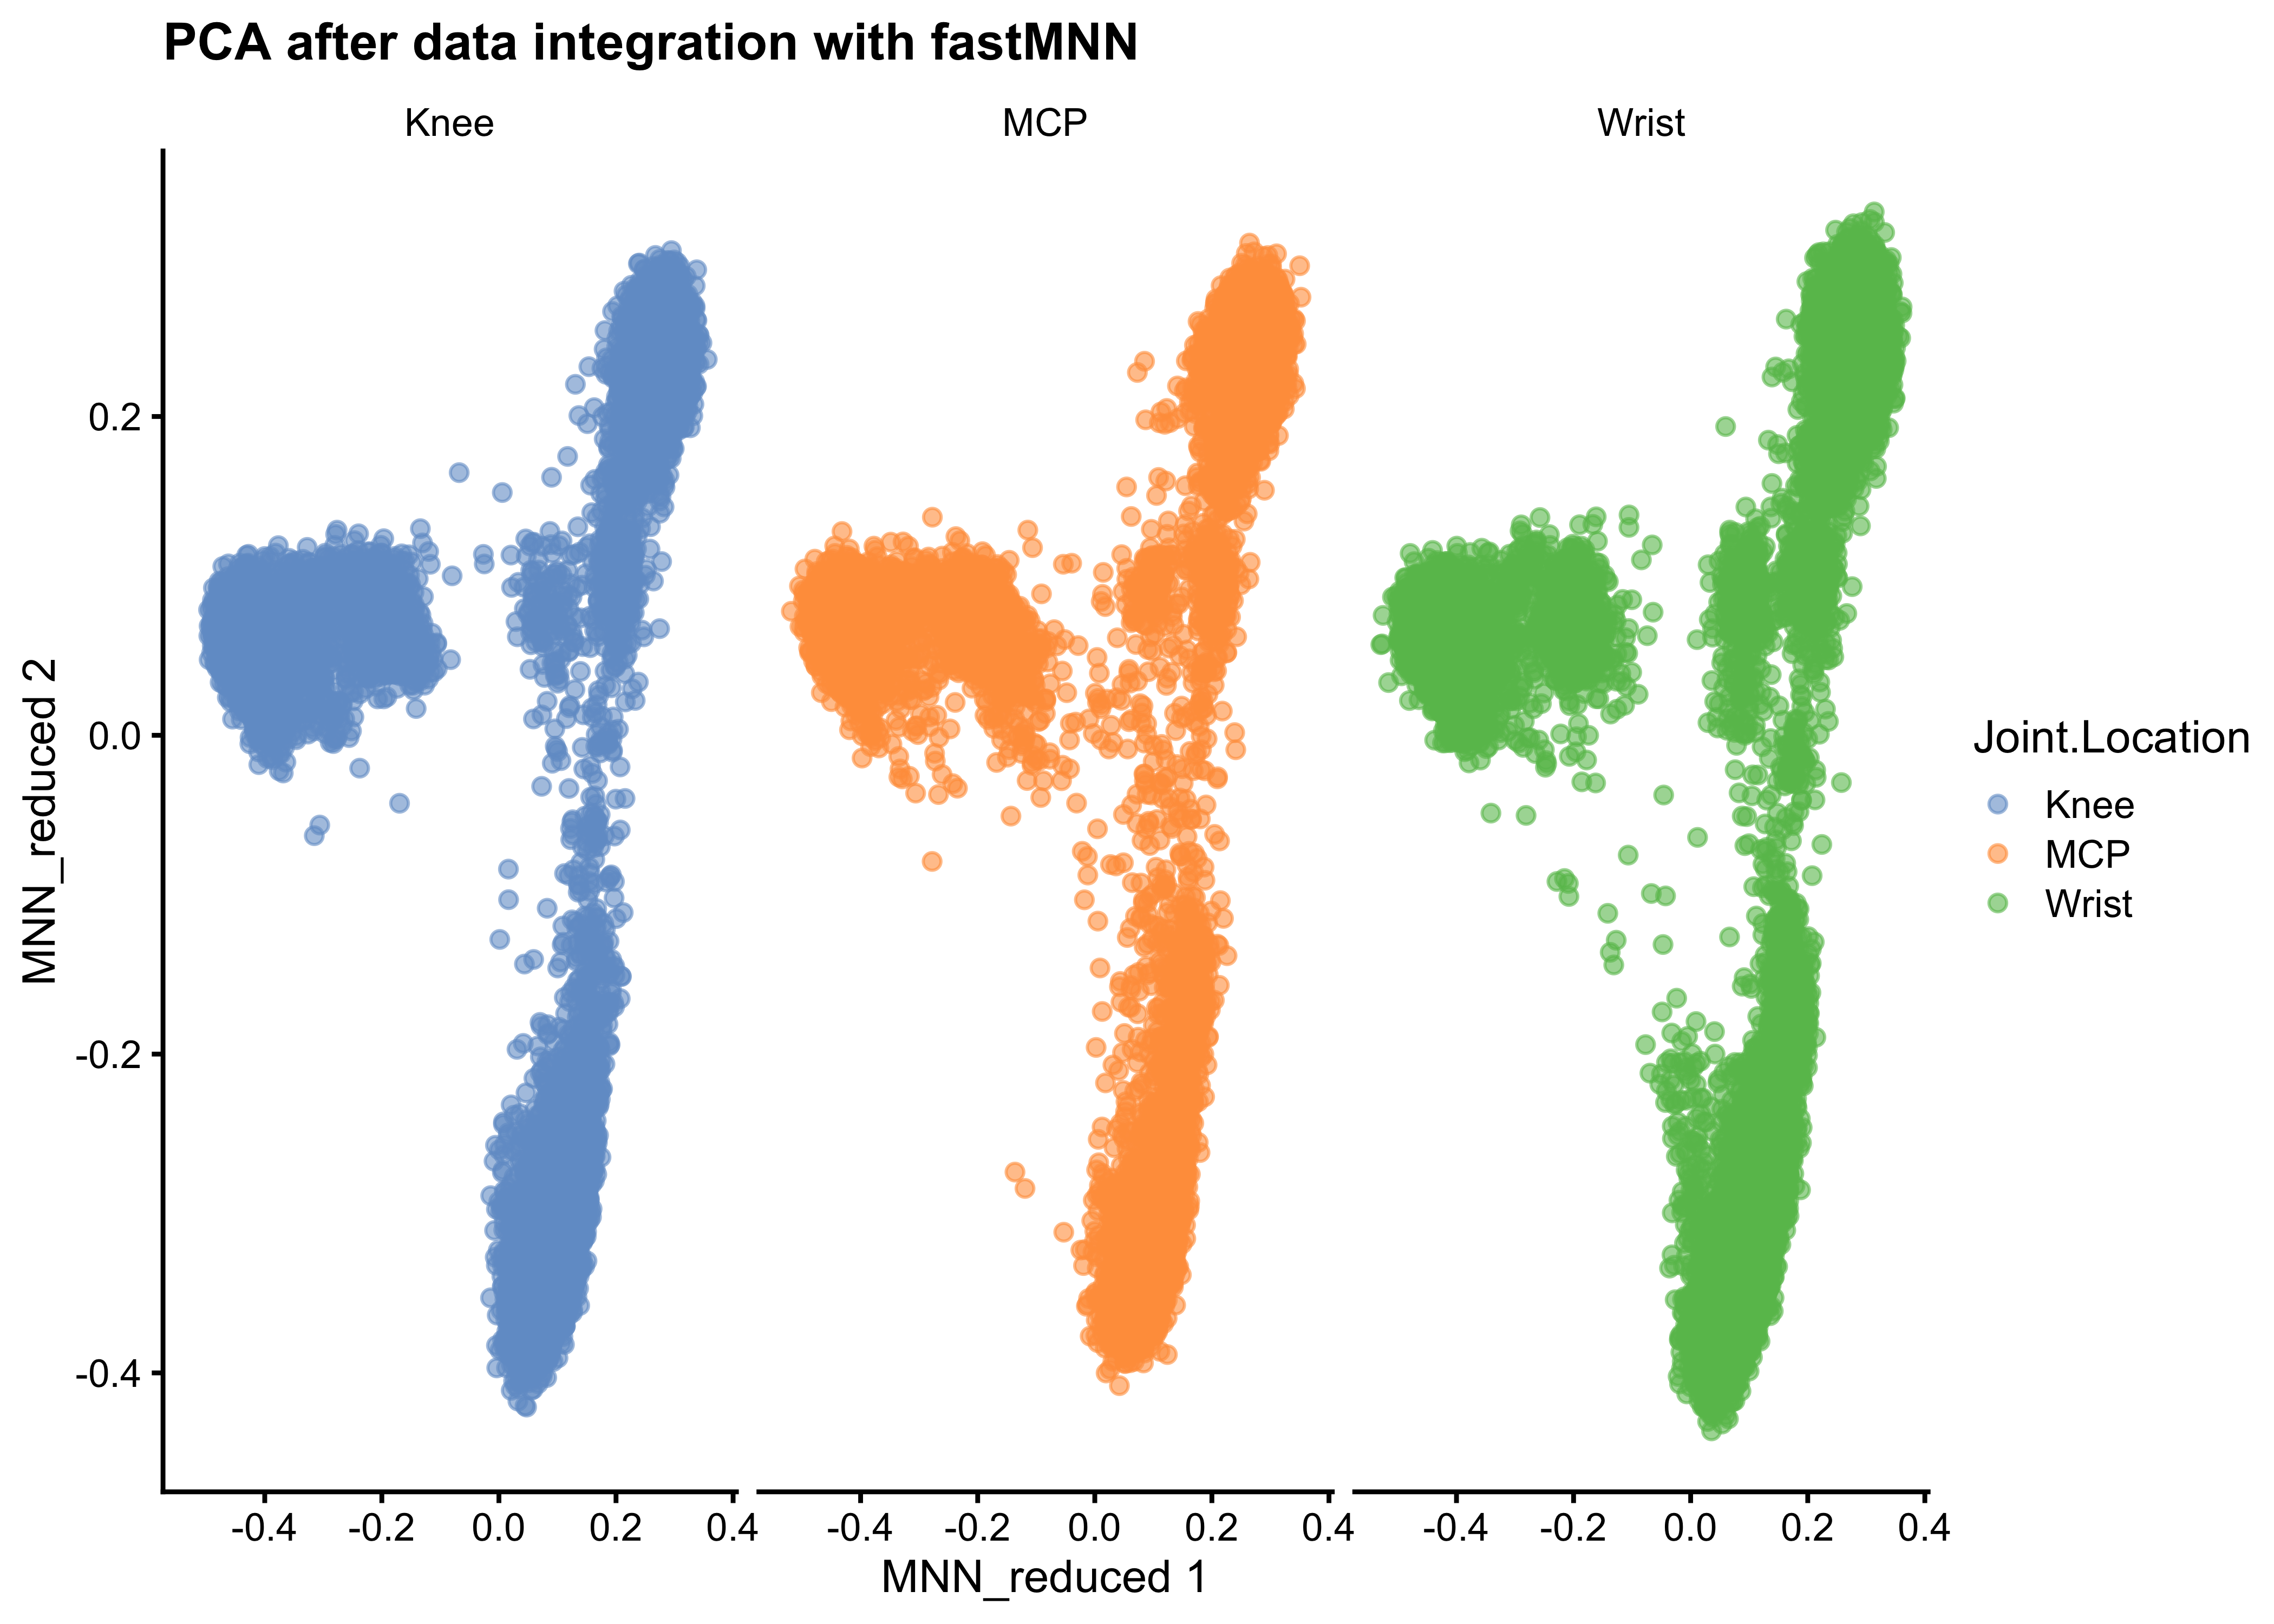 PCA after data integration with fastMNN
Knee MCP Wrist
MNN_reduced 2
0.2
0.0
-0.2
-0.4
-0.4 -0.2 0.0 0.2 0.4 -0.4 -0.2 0.0 0.2 0.4 -0.4 -0.2 0.0 0.2 0.4
MNN_reduced 1
Joint.Location
Knee
MCP
Wrist